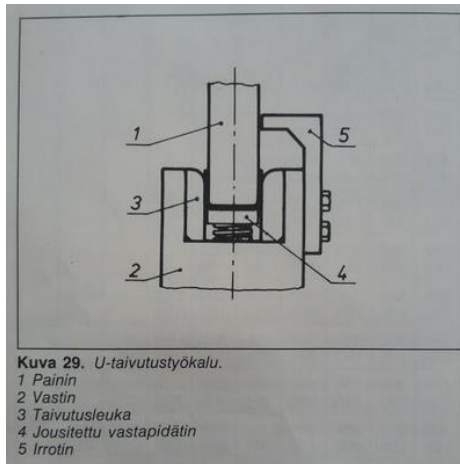 1
5
3
2
4
Kuva 29. U-taivutustyökalu.
1 Painin
2 Vastin
3 Taivutusleuka
4 Jousitettu vastapidätin
5 Irrotin